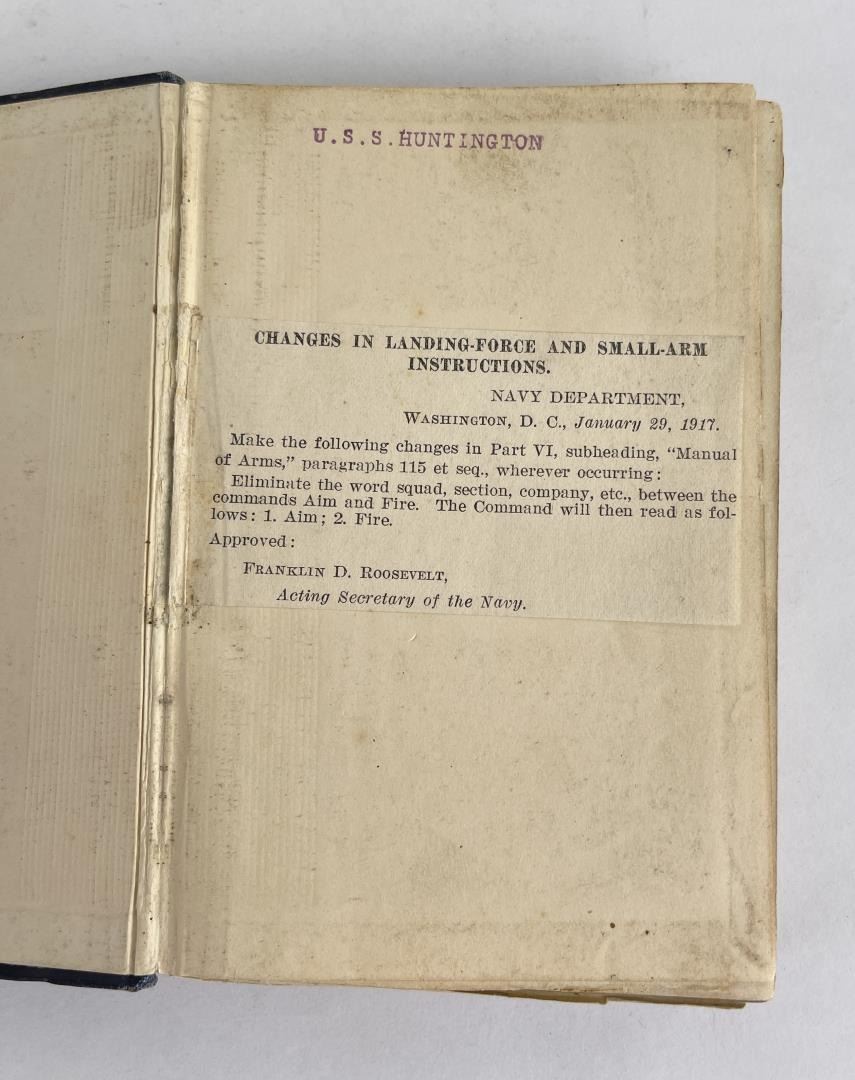 U.S.S.HUNTINGTON
CHANGES IN LANDING-FORCE AND SMALL-ARM
INSTRUCTIONS.
NAVY DEPARTMENT,
WASHINGTON, D. C., January 29, 1917.
Make the following changes in Part VI, subheading, “Manual
of Arms,” paragraphs 115 et seq., wherever occurring:
Eliminate the word squad, section, company, etc., between the
commands Aim and Fire. The Command will then read as fol-
lows: 1. Aim; 2. Fire.
Approved:
FRANKLIN D. ROOSEVELT,
Acting Secretary of the Navy.